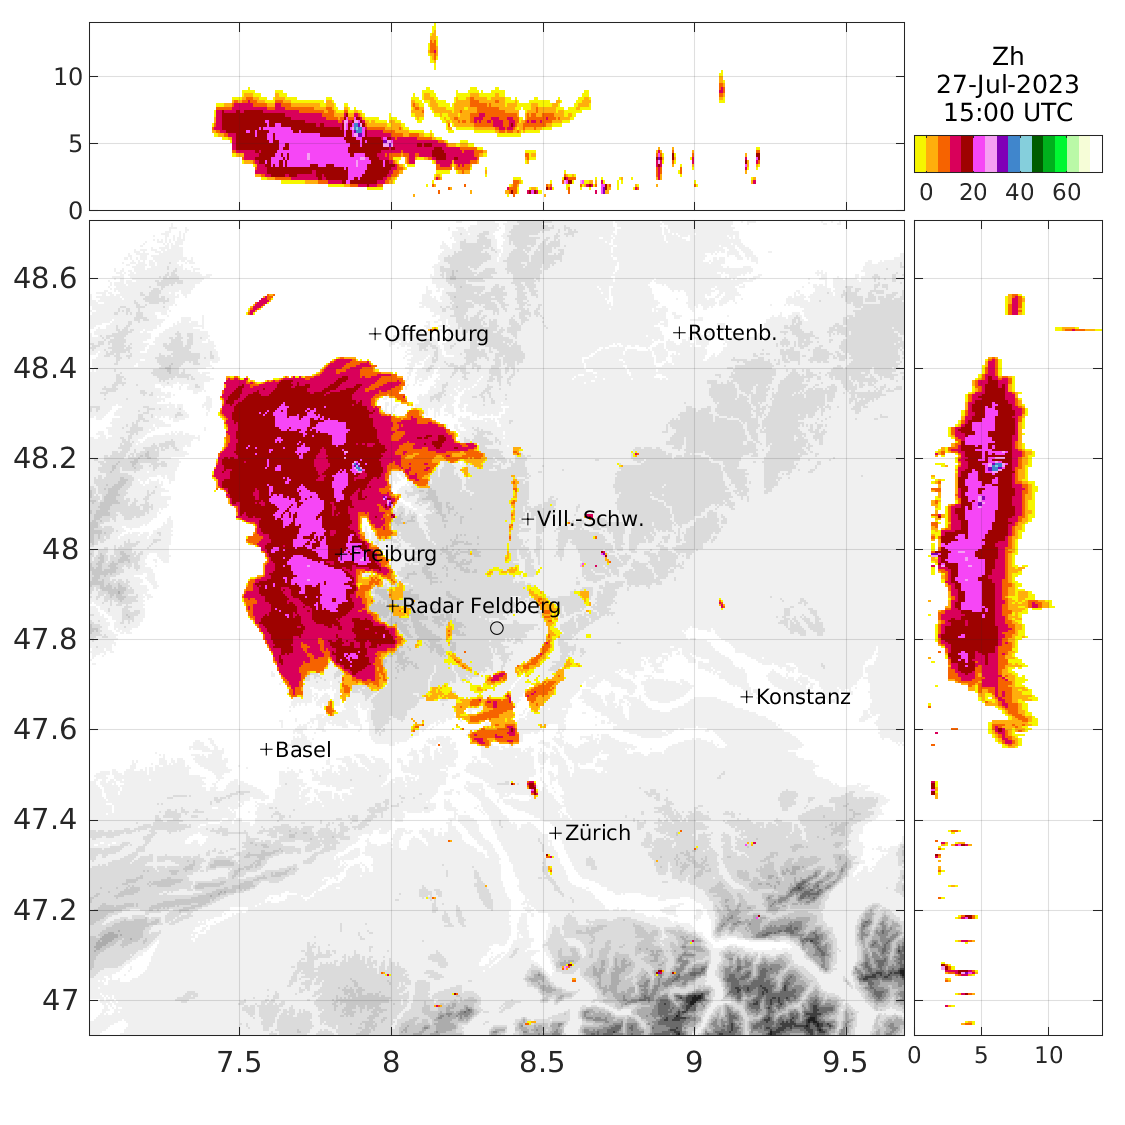 10
5
0
Zh
27-Jul-2023
15:00 UTC
0 20 40 60
48.6
48.4
48.2
48
47.8
47.6
47.4
47.2
47
Offenburg
Rottenb.
Vill.-Schw.
Freiburg
Radar Feldberg
Konstanz
Basel
Zürich
7.5 8 8.5 9 9.5
0 5 10